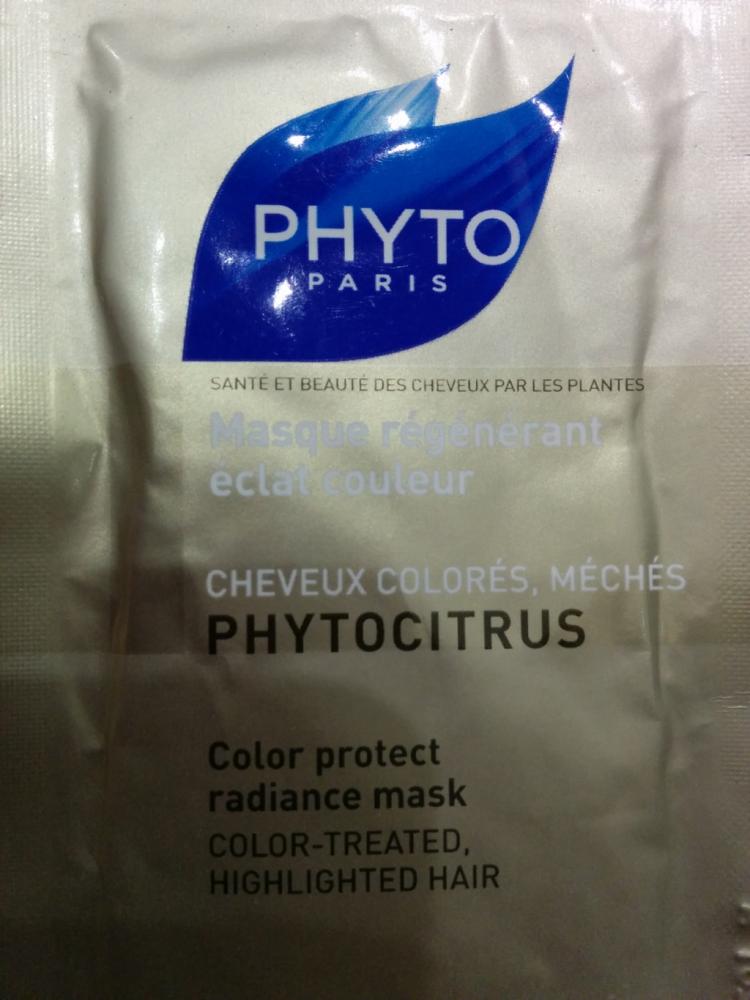 PHYTO
PARIS
SANTÉ ET BEAUTÉ DES CHEVEUX PAR LES PLANTES
Masque régénérant
éclat couleur
CHEVEUX COLORÉS, MÉCHÉS
PHYTOCITRUS
Color protect
radiance mask
COLOR-TREATED,
HIGHLIGHTED HAIR